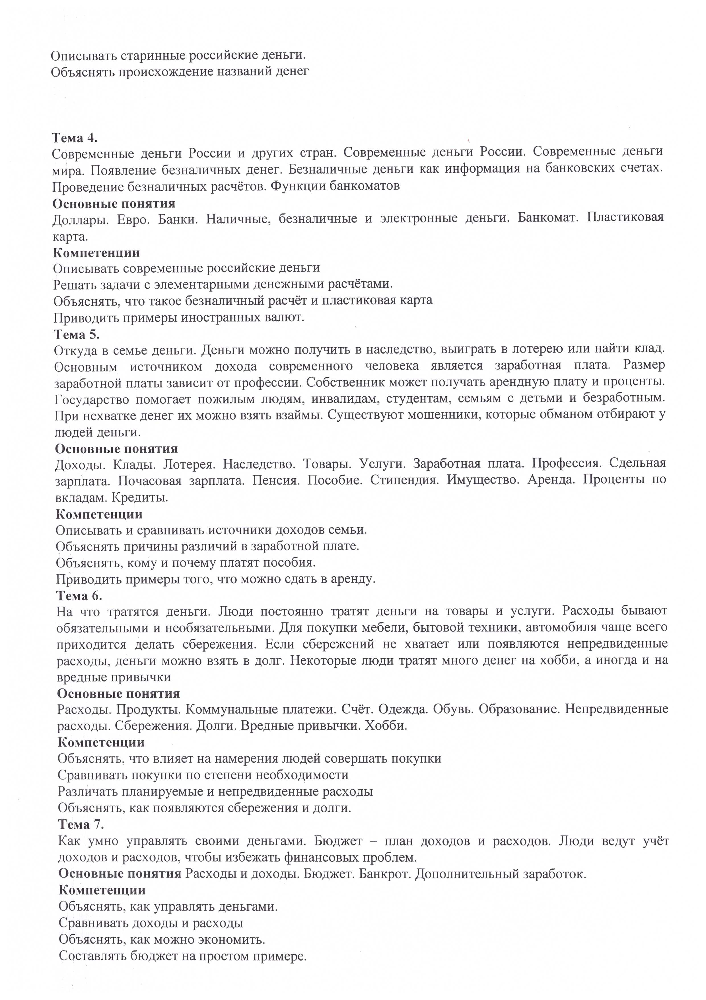 Описывать старинные российские деньги.
Объяснять происхождение названий денег
Тема 4.
Современные деньги России и других стран. Современные деньги России. Современные деньги
мира. Появление безналичных денег. Безналичные деньги как информация на банковских счетах.
Проведение безналичных расчётов. Функции банкоматов
Основные понятия
Доллары. Евро. Банки. Наличные, безналичные и электронные деньги. Банкомат. Пластиковая
карта.
Компетенции
Описывать современные российские деньги
Решать задачи с элементарными денежными расчётами.
Объяснять, что такое безналичный расчёт и пластиковая карта
Приводить примеры иностранных валют.
Тема 5.
Откуда в семье деньги. Деньги можно получить в наследство, выиграть в лотерею или найти клад.
Основным источником дохода современного человека является заработная плата. Размер
заработной платы зависит от профессии. Собственник может получать арендную плату и проценты.
Государство помогает пожилым людям, инвалидам, студентам, семьям с детьми и безработным.
При нехватке денег их можно взять взаймы. Существуют мошенники, которые обманом отбирают у
людей деньги.
Основные понятия
Доходы. Клады. Лотерея. Наследство. Товары. Услуги. Заработная плата. Профессия. Сдельная
зарплата. Почасовая зарплата. Пенсия. Пособие. Стипендия. Имущество. Аренда. Проценты по
вкладам. Кредиты.
Компетенции
Описывать и сравнивать источники доходов семьи.
Объяснять причины различий в заработной плате.
Объяснять, кому и почему платят пособия.
Приводить примеры того, что можно сдать в аренду.
Тема 6.
На что тратятся деньги. Люди постоянно тратят деньги на товары и услуги. Расходы бывают
обязательными и необязательными. Для покупки мебели, бытовой техники, автомобиля чаще всего
приходится делать сбережения. Если сбережений не хватает или появляются непредвиденные
расходы, деньги можно взять в долг. Некоторые люди тратят много денег на хобби, а иногда и на
вредные привычки
Основные понятия
Расходы. Продукты. Коммунальные платежи. Счёт. Одежда. Обувь. Образование. Непредвиденные
расходы. Сбережения. Долги. Вредные привычки. Хобби.
Компетенции
Объяснять, что влияет на намерения людей совершать покупки
Сравнивать покупки по степени необходимости
Различать планируемые и непредвиденные расходы
Объяснять, как появляются сбережения и долги.
Тема 7.
Как умно управлять своими деньгами. Бюджет – план доходов и расходов. Люди ведут учёт
доходов и расходов, чтобы избежать финансовых проблем.
Основные понятия Расходы и доходы. Бюджет. Банкрот. Дополнительный заработок.
Компетенции
Объяснять, как управлять деньгами.
Сравнивать доходы и расходы
Объяснять, как можно экономить.
Составлять бюджет на простом примере.